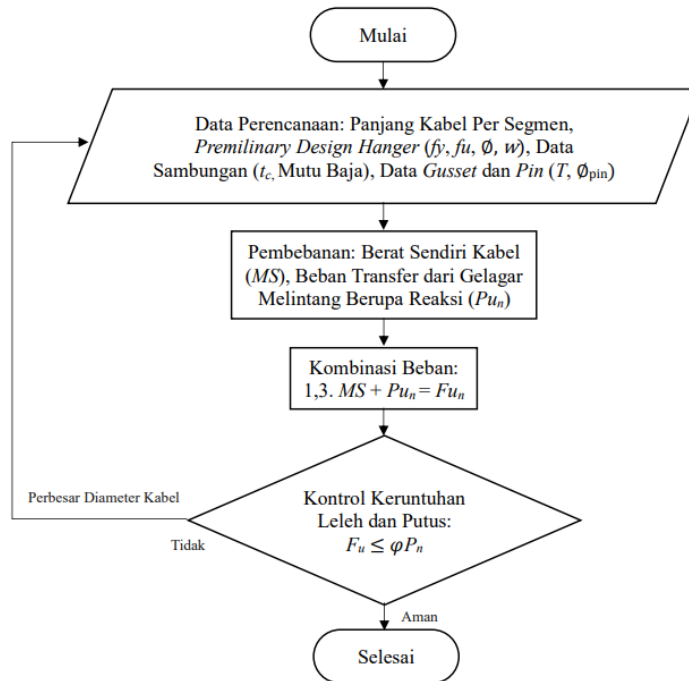 Mulai
Data Perencanaan: Panjang Kabel Per Segmen,
Premilinary Design Hanger (fy, fu, Ø, w), Data
Sambungan (tc, Mutu Baja), Data Gusset dan Pin (T, Øpin)
Pembebanan: Berat Sendiri Kabel
(MS), Beban Transfer dari Gelagar
Melintang Berupa Reaksi (Pun)
Kombinasi Beban:
1,3. MS + Pun = Fun
Perbesar Diameter Kabel
Tidak
Kontrol Keruntuhan
Leleh dan Putus:
Fu ≤ φPn
Aman
Selesai